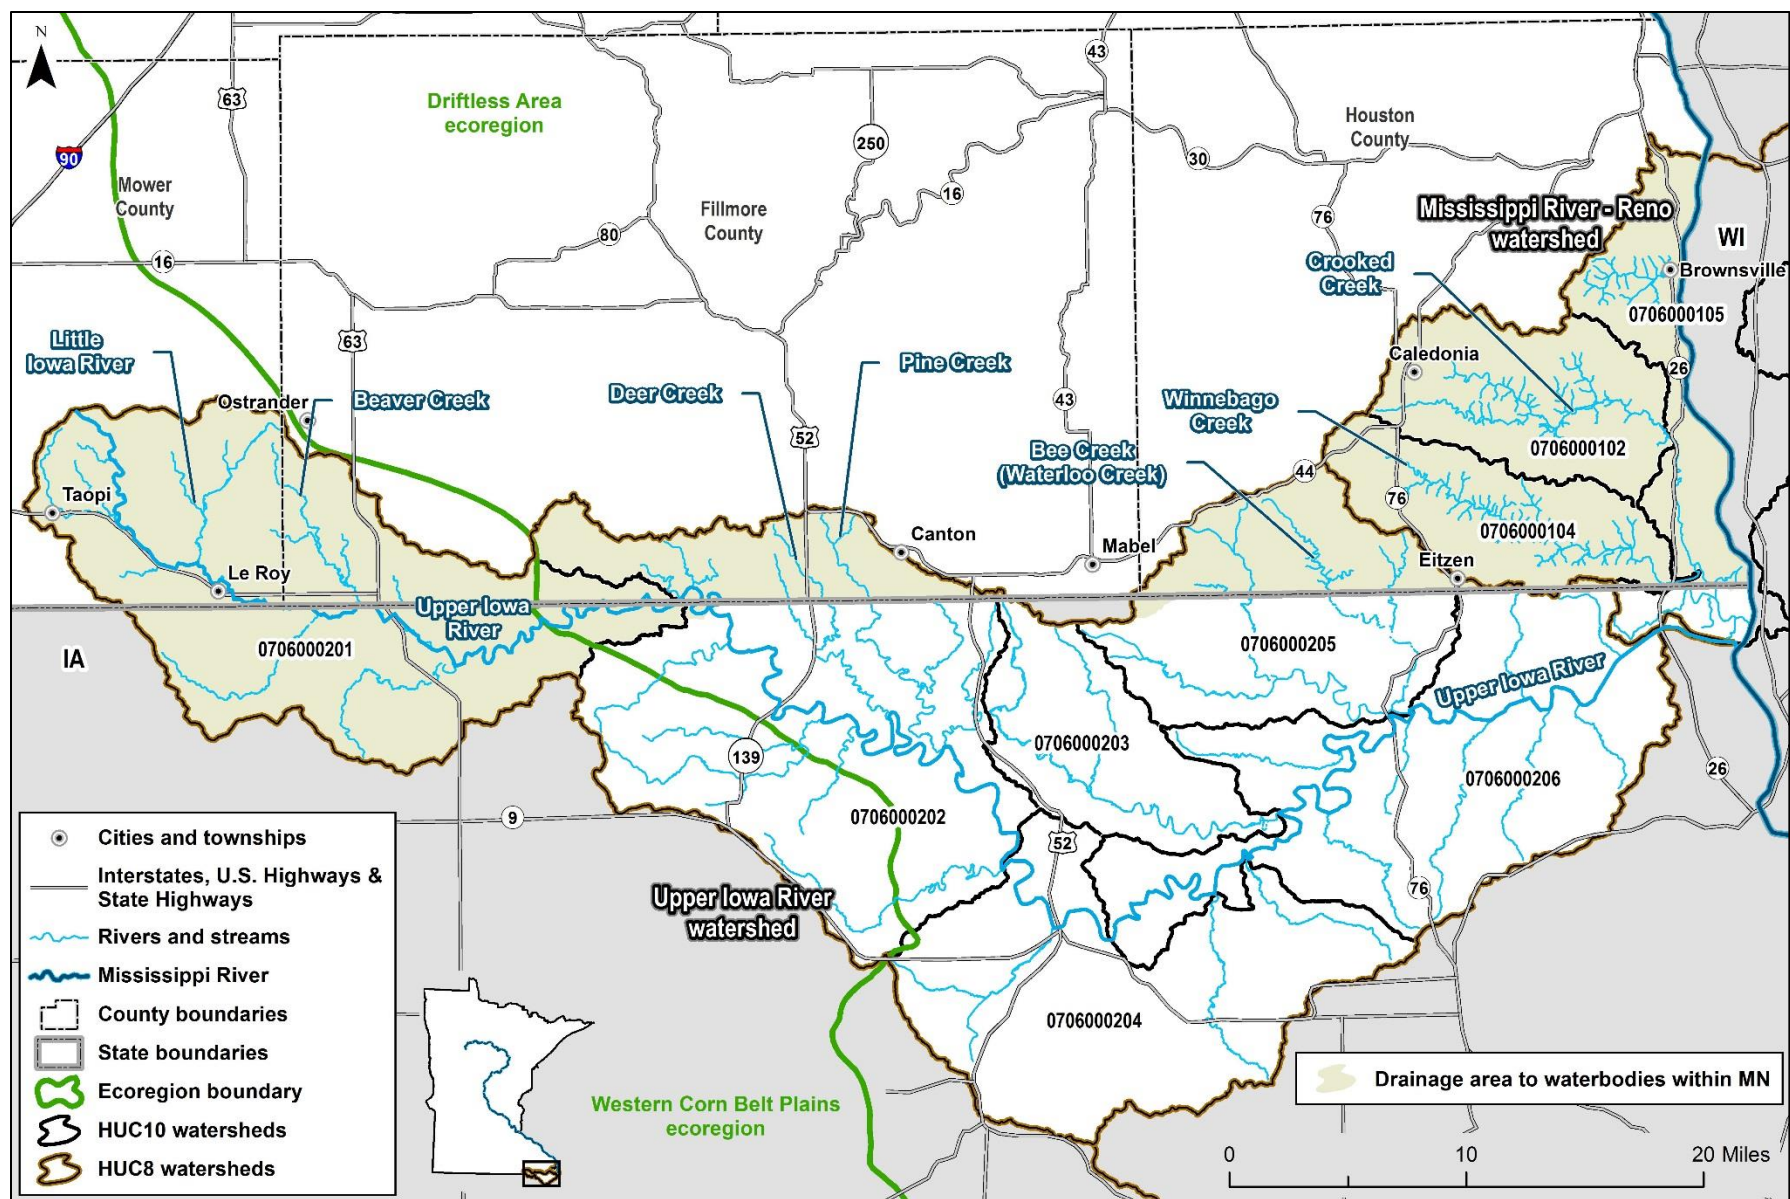 N
63
43
Driftless Area
ecoregion
250
Houston
County
90
30
Mower
County
16
Fillmore
County
76
Mississippi River - Reno
watershed
WI
80
16
Crooked
Creek
Brownsville
0706000105
63
Little
Iowa River
Caledonia
26
Pine Creek
Deer Creek
Ostrander
Beaver Creek
43
Winnebago
Creek
52
Bee Creek
(Waterloo Creek)
0706000102
44
Taopi
76
0706000104
Canton
Mabel
Eitzen
Le Roy
Upper Iowa
River
0706000201
IA
0706000205
Upper Iowa River
139
0706000203
0706000206
26
0706000202
9
52
Upper Iowa River
watershed
76
0706000204
Western Corn Belt Plains
ecoregion
Cities and townships
Interstates, U.S. Highways &
State Highways
Rivers and streams
Mississippi River
County boundaries
State boundaries
Ecoregion boundary
HUC10 watersheds
HUC8 watersheds
Drainage area to waterbodies within MN
0 10 20 Miles